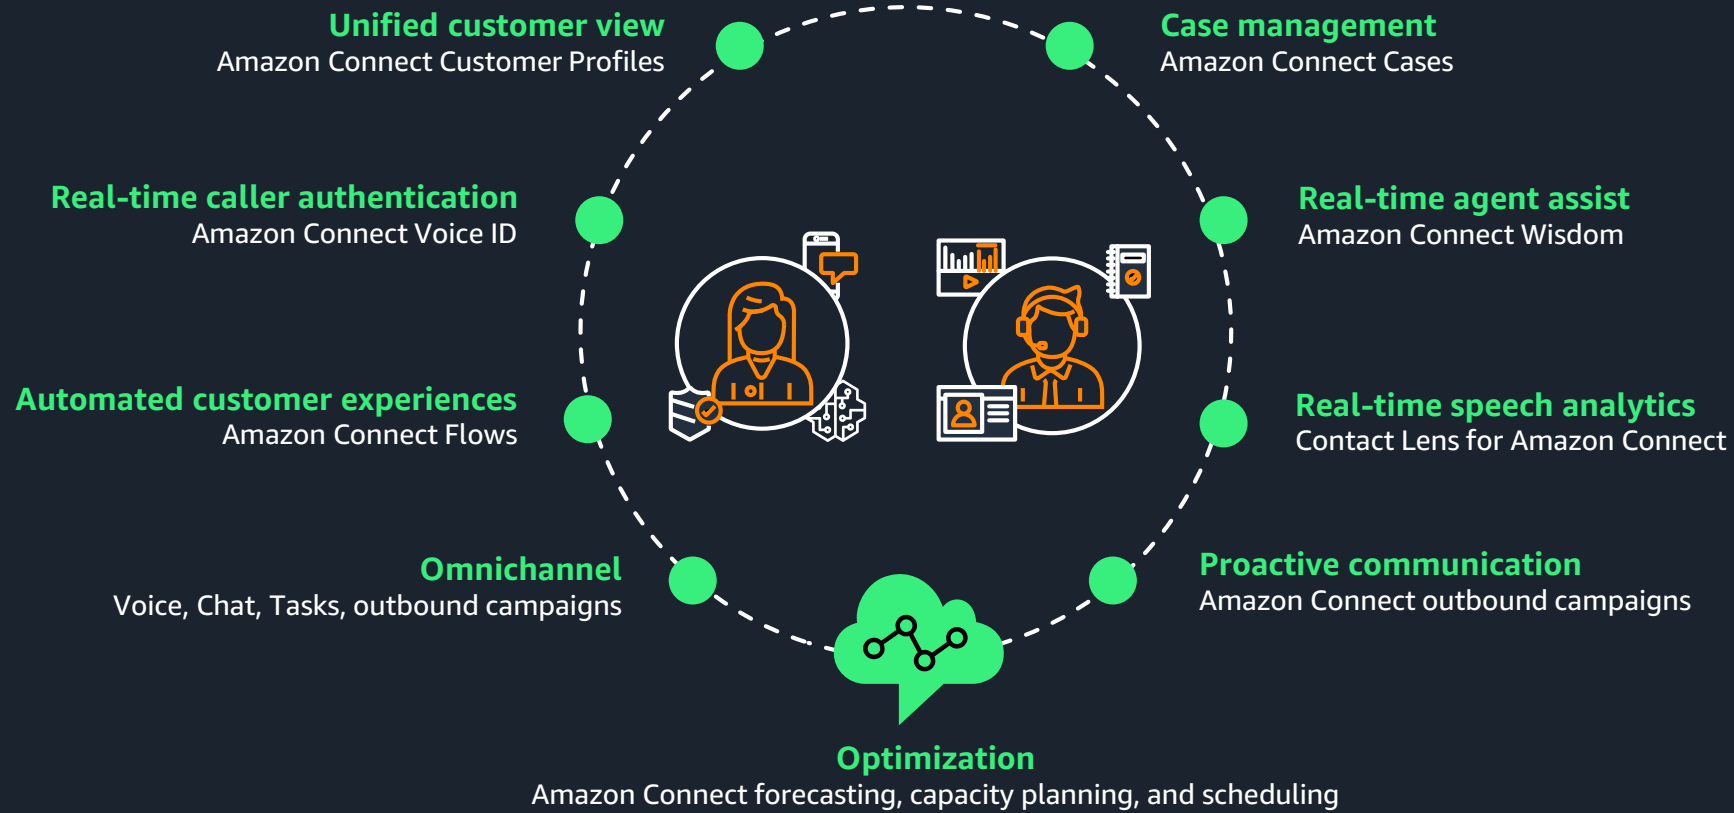 Unified customer view
Amazon Connect Customer Profiles
Case management
Amazon Connect Cases
Real-time caller authentication
Amazon Connect Voice ID
Real-time agent assist
Amazon Connect Wisdom
Automated customer experiences
Amazon Connect Flows
Real-time speech analytics
Contact Lens for Amazon Connect
Omnichannel
Voice, Chat, Tasks, outbound campaigns
Proactive communication
Amazon Connect outbound campaigns
Optimization
Amazon Connect forecasting, capacity planning, and scheduling